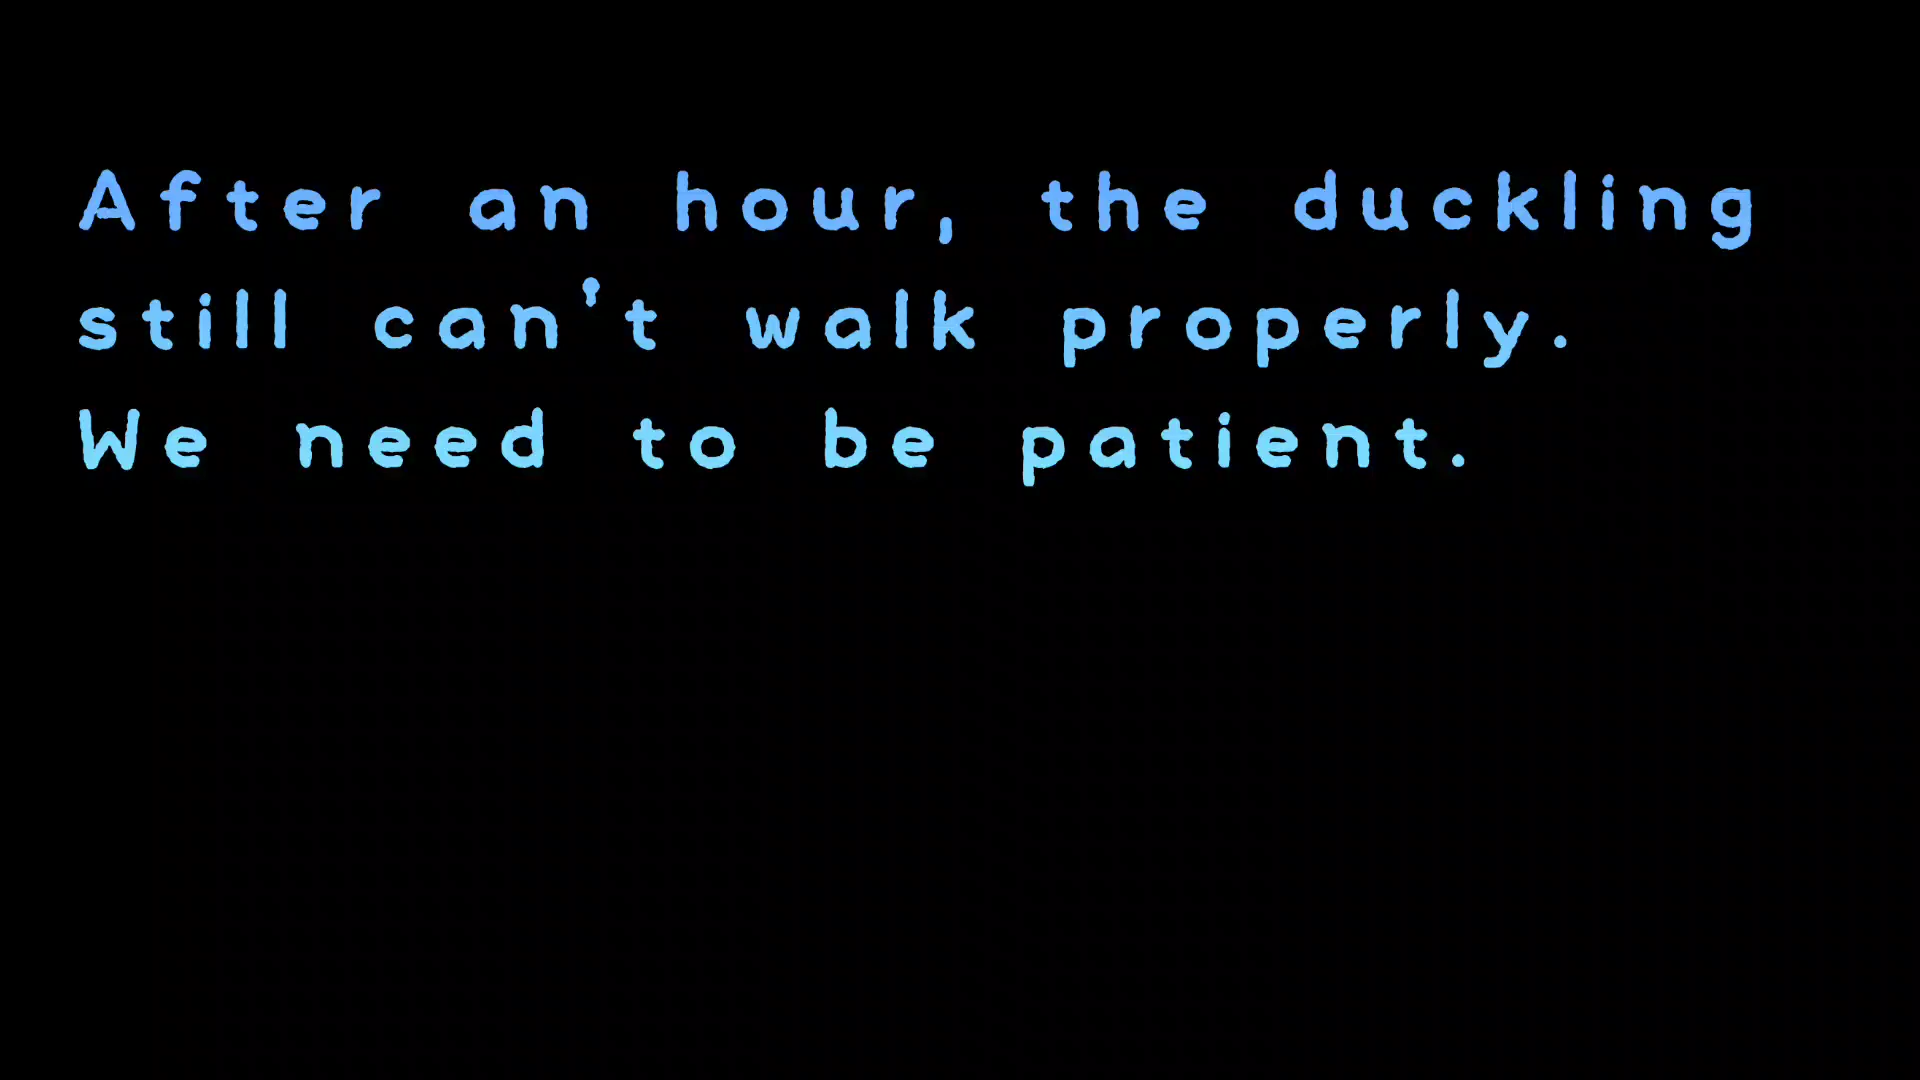 After an hour, the duckling
still can't walk properly.
We need to be patient.